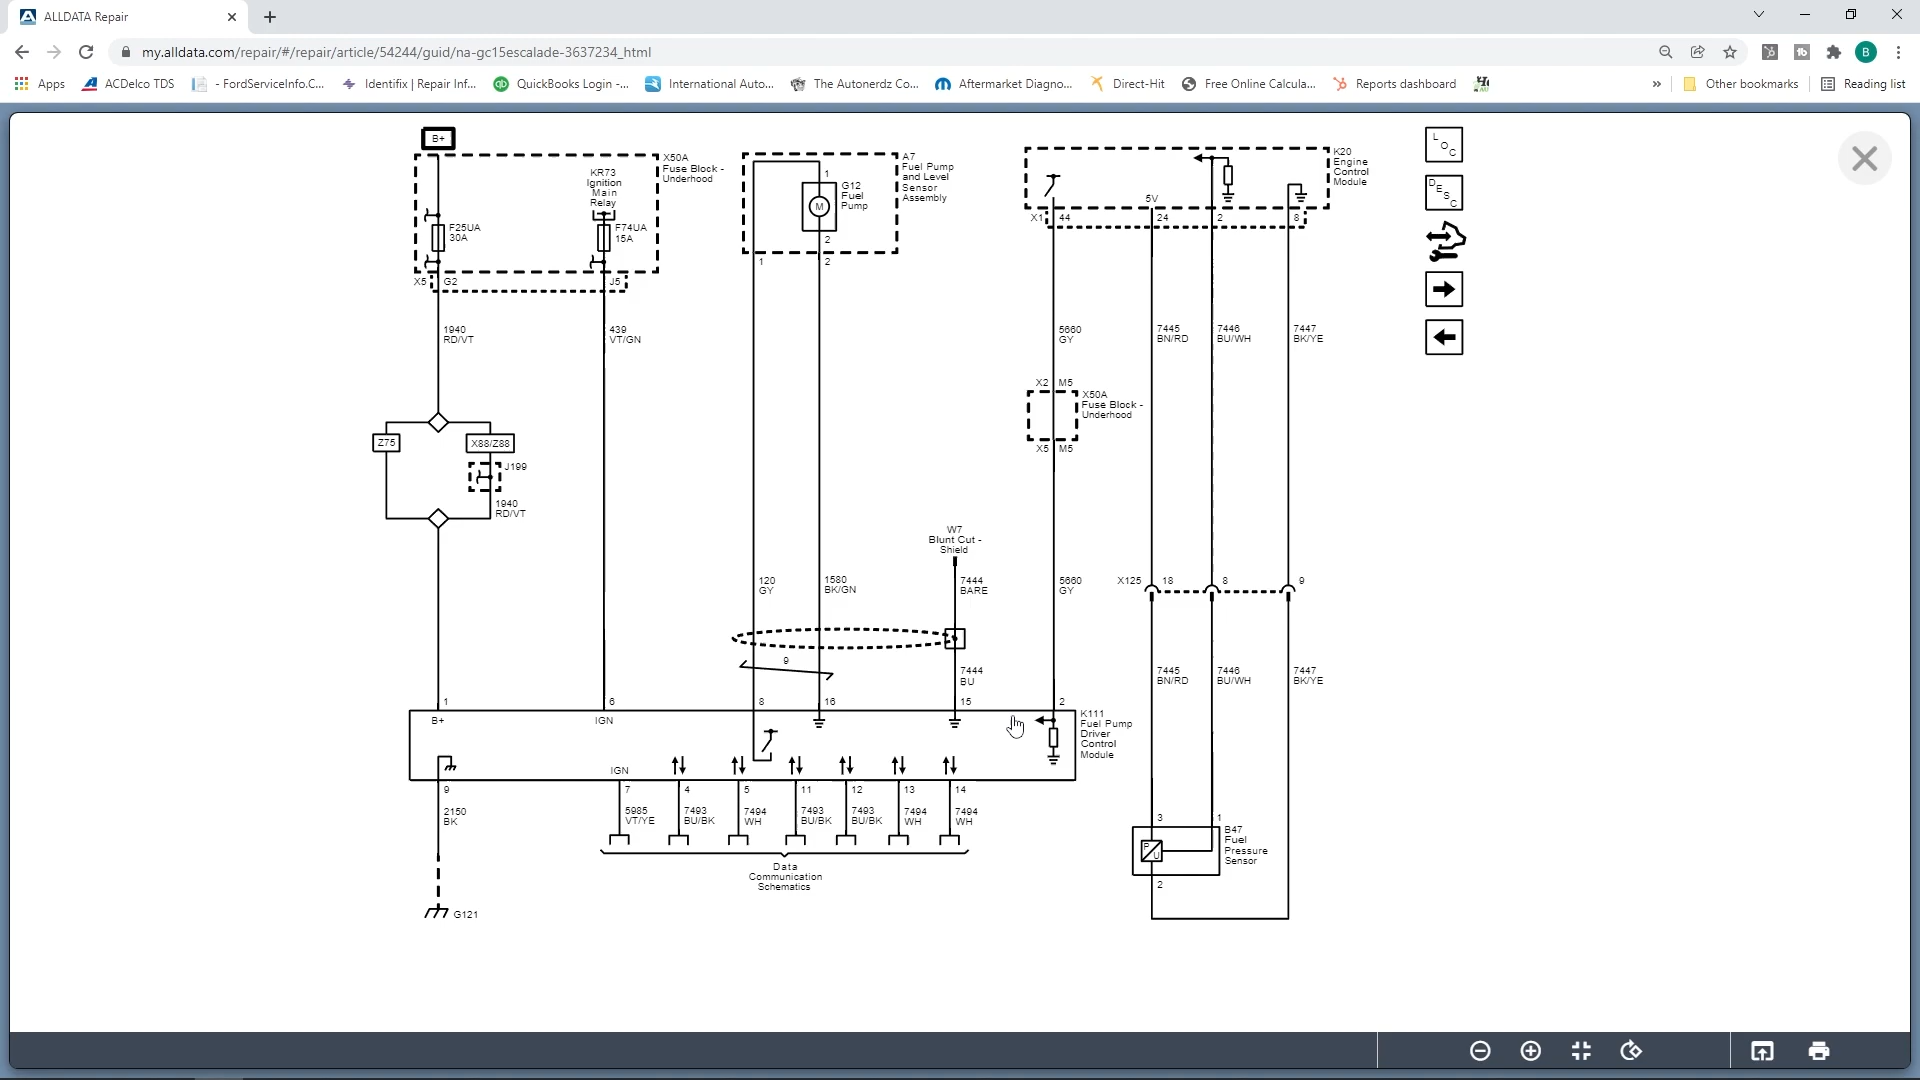 ALLDATA Repair
my.alldata.com/repair/#/repair/article/54244/guid/na-gc15escalade-3637234_html
B
Apps
ACDelco TDS
- FordServiceInfo.C...
Identifix | Repair Inf...
QuickBooks Login -...
International Auto...
The Autonerdz Co...
Aftermarket Diagno...
Direct-Hit
Free Online Calcula...
Reports dashboard
»
Other bookmarks
Reading list
B+
X50A
Fuse Block -
Underhood
KR73
Ignition
Main
Relay
F25UA
30A
F74UA
15A
X5
G2
J5
A7
Fuel Pump
and Level
Sensor
Assembly
1
G12
Fuel
Pump
M
2
1
2
K20
Engine
Control
Module
5V
X1
44
24
2
8
LOC
DESC
1940
RD/VT
439
VT/GN
5660
GY
7445
BN/RD
7446
BU/WH
7447
BK/YE
X2
M5
X50A
Fuse Block -
Underhood
X5
M5
Z75
X88/Z88
J199
1940
RD/VT
W7
Blunt Cut -
Shield
120
GY
1580
BK/GN
7444
BARE
5660
GY
X125
18
8
9
9
7444
BU
7445
BN/RD
7446
BU/WH
7447
BK/YE
1
6
8
16
15
2
B+
IGN
K111
Fuel Pump
Driver
Control
Module
IGN
9
7
4
5
11
12
13
14
2150
BK
5985
VT/YE
7493
BU/BK
7494
WH
7493
BU/BK
7493
BU/BK
7494
WH
7494
WH
Data
Communication
Schematics
G121
3
1
P
U
B47
Fuel
Pressure
Sensor
2